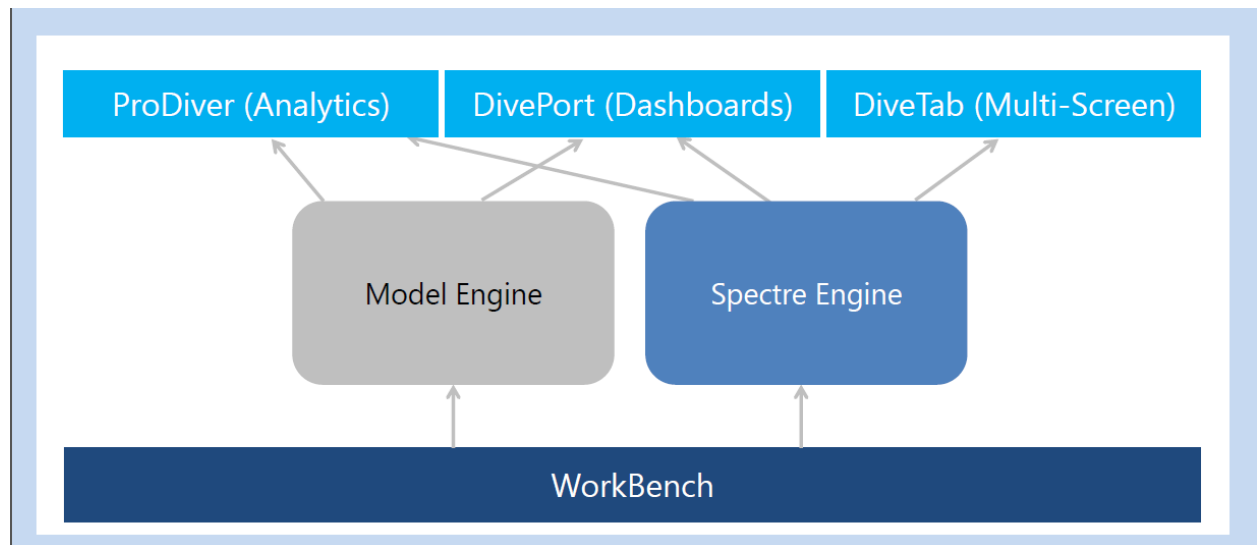 ProDiver (Analytics)
DivePort (Dashboards)
DiveTab (Multi-Screen)
Model Engine
Spectre Engine
WorkBench